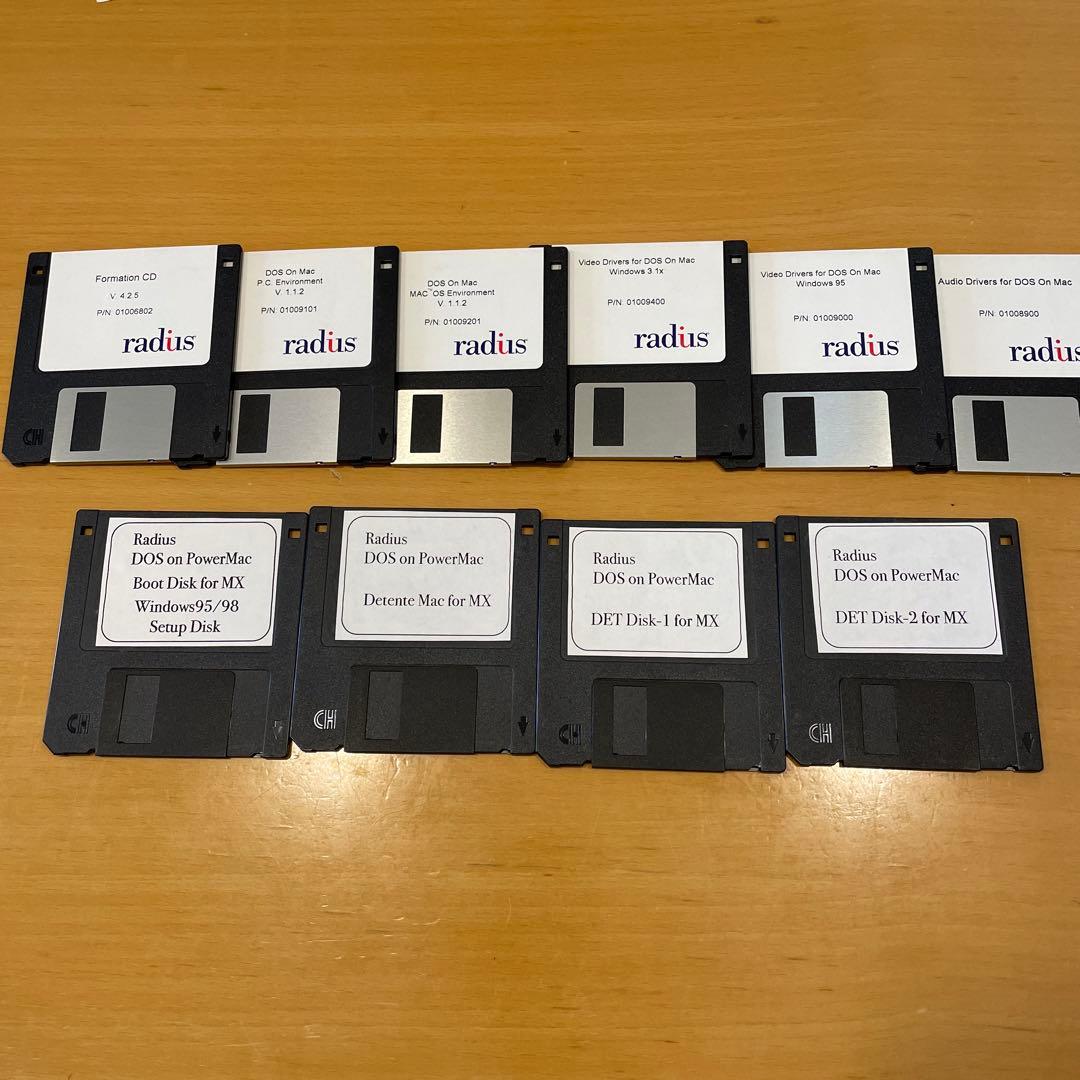 Formation CD
V. 4.2.5
P/N: 01006802
radius
DOS On Mac
P.C. Environment
V. 1.1.2
P/N: 01009101
radius
DOS On Mac
MAC™OS Environment
V. 1.1.2
P/N: 01009201
radius
Video Drivers for DOS On Mac
Windows 3.1x
P/N: 01009400
radius
Video Drivers for DOS On Mac
Windows 95
P/N: 01009000
radius
Audio Drivers for DOS On Mac
P/N: 01008900
radiu
Radius
DOS on PowerMac
Boot Disk for MX
Windows95/98
Setup Disk
Radius
DOS on PowerMac
Detente Mac for MX
Radius
DOS on PowerMac
DET Disk-1 for MX
Radius
DOS on PowerMac
DET Disk-2 for MX